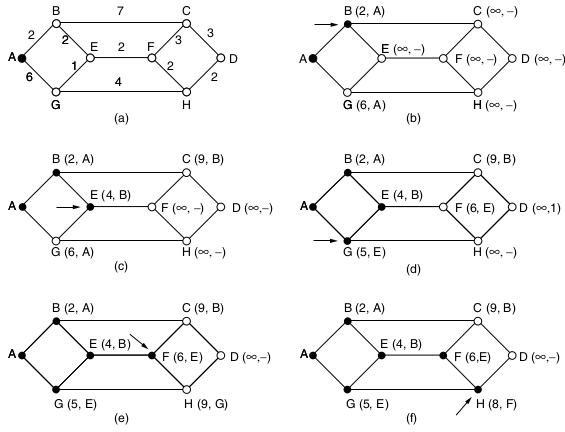 B 7 C
2 2 3 3
A E 2 F D
6 1 2 2
G 4 H
(a)
B (2, A) C (∞, –)
A E (∞, –) F (∞, –) D (∞, –)
G (6, A) H (∞, –)
(b)
B (2, A) C (9, B)
E (4, B)
A F (∞, –) D (∞,–)
G (6, A) H (∞, –)
(c)
B (2, A) C (9, B)
E (4, B)
A F (6, E) D (∞,1)
G (5, E) H (∞, –)
(d)
B (2, A) C (9, B)
E (4, B)
A F (6, E) D (∞,–)
G (5, E) H (9, G)
(e)
B (2, A) C (9, B)
E (4, B)
A F (6,E) D (∞,–)
G (5, E) H (8, F)
(f)